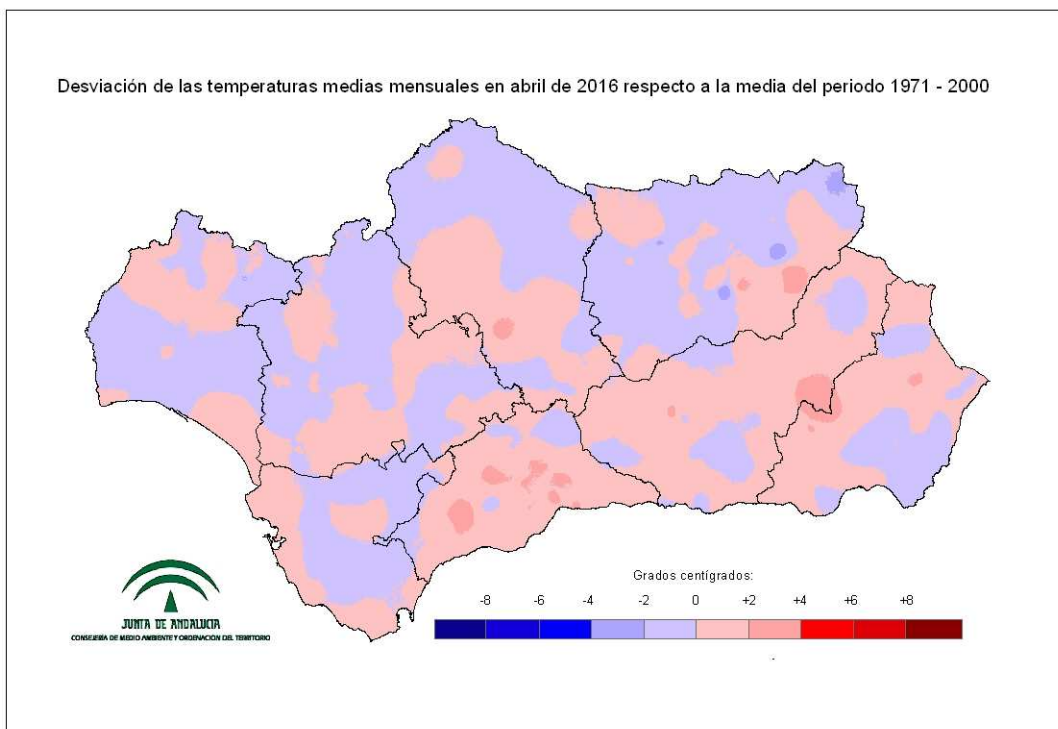 Desviación de las temperaturas medias mensuales en abril de 2016 respecto a la media del periodo 1971 - 2000
Grados centígrados:
-8 -6 -4 -2 0 +2 +4 +6 +8
JUNTA DE ANDALUCIA
CONSEJERÍA DE MEDIO AMBIENTE Y ORDENACIÓN DEL TERRITORIO